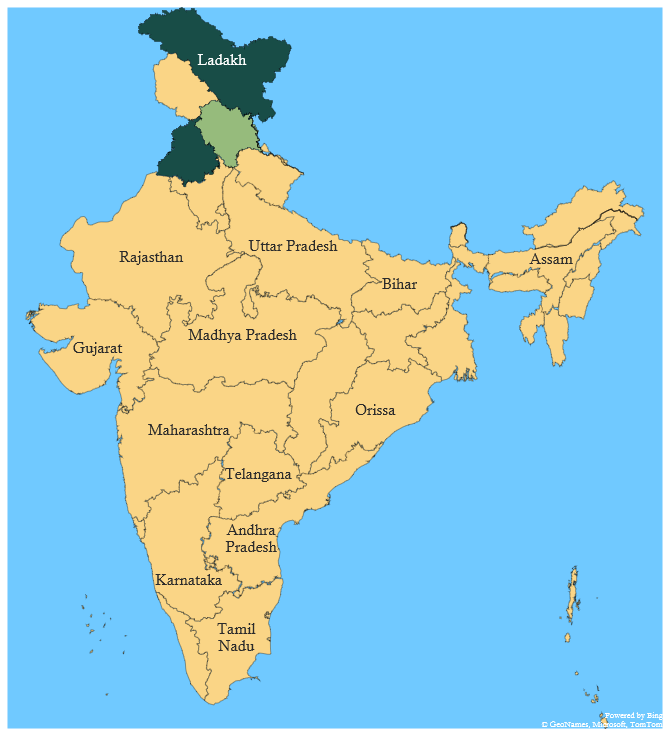 Ladakh
Uttar Pradesh
Rajasthan
Assam
Bihar
Madhya Pradesh
Gujarat
Orissa
Maharashtra
Telangana
Andhra
Pradesh
Karnataka
Tamil
Nadu
Powered by Bing
© GeoNames, Microsoft, TomTom